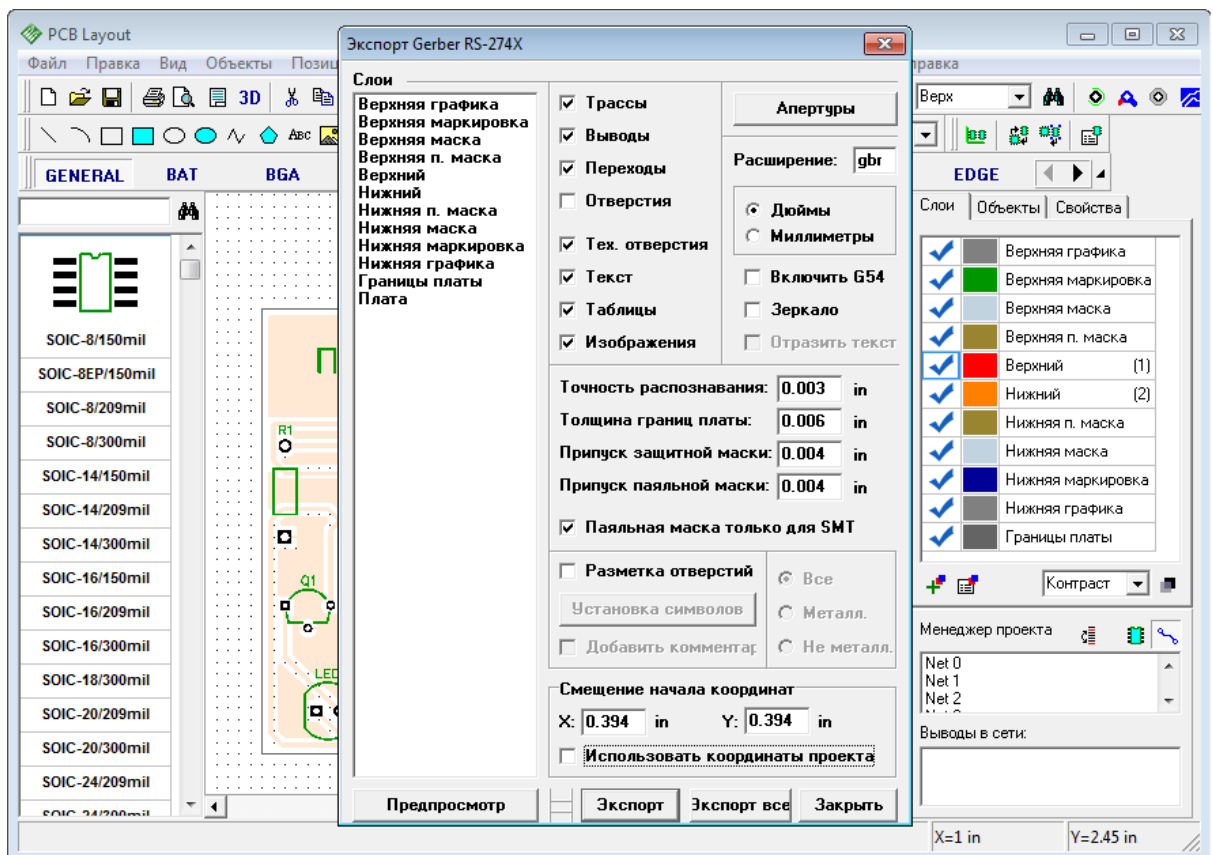 PCB Layout
Файл Правка Вид Объекты
3D
ABC
GENERAL BAT BGA
SOIC-8/150mil
SOIC-8EP/150mil
SOIC-8/209mil
SOIC-8/300mil
SOIC-14/150mil
SOIC-14/209mil
SOIC-14/300mil
SOIC-16/150mil
SOIC-16/209mil
SOIC-16/300mil
SOIC-18/300mil
SOIC-20/209mil
SOIC-20/300mil
SOIC-24/209mil
R1
Q1
LED
Экспорт Gerber RS-274X
Слои
Верхняя графика
Верхняя маркировка
Верхняя маска
Верхняя п. маска
Верхний
Нижний
Нижняя п. маска
Нижняя маска
Нижняя маркировка
Нижняя графика
Границы платы
Плата
Предпросмотр
Трассы
Выводы
Переходы
Отверстия
Тех. отверстия
Текст
Таблицы
Изображения
Апертуры
Расширение: gbr
Дюймы
Миллиметры
Включить G54
Зеркало
Отразить текст
Точность распознавания: 0.003 in
Толщина границ платы: 0.006 in
Припуск защитной маски: 0.004 in
Припуск паяльной маски: 0.004 in
Паяльная маска только для SMT
Разметка отверстий
Установка символов
Добавить комментар
Все
Металл.
Не металл.
Смещение начала координат
X: 0.394 in Y: 0.394 in
Использовать координаты проекта
Экспорт Экспорт все Закрыть
Верх
EDGE
Слои Объекты Свойства
Верхняя графика
Верхняя маркировка
Верхняя маска
Верхняя п. маска
Верхний (1)
Нижний (2)
Нижняя п. маска
Нижняя маска
Нижняя маркировка
Нижняя графика
Границы платы
Контраст
Менеджер проекта
Net 0
Net 1
Net 2
Выводы в сети:
X=1 in Y=2.45 in